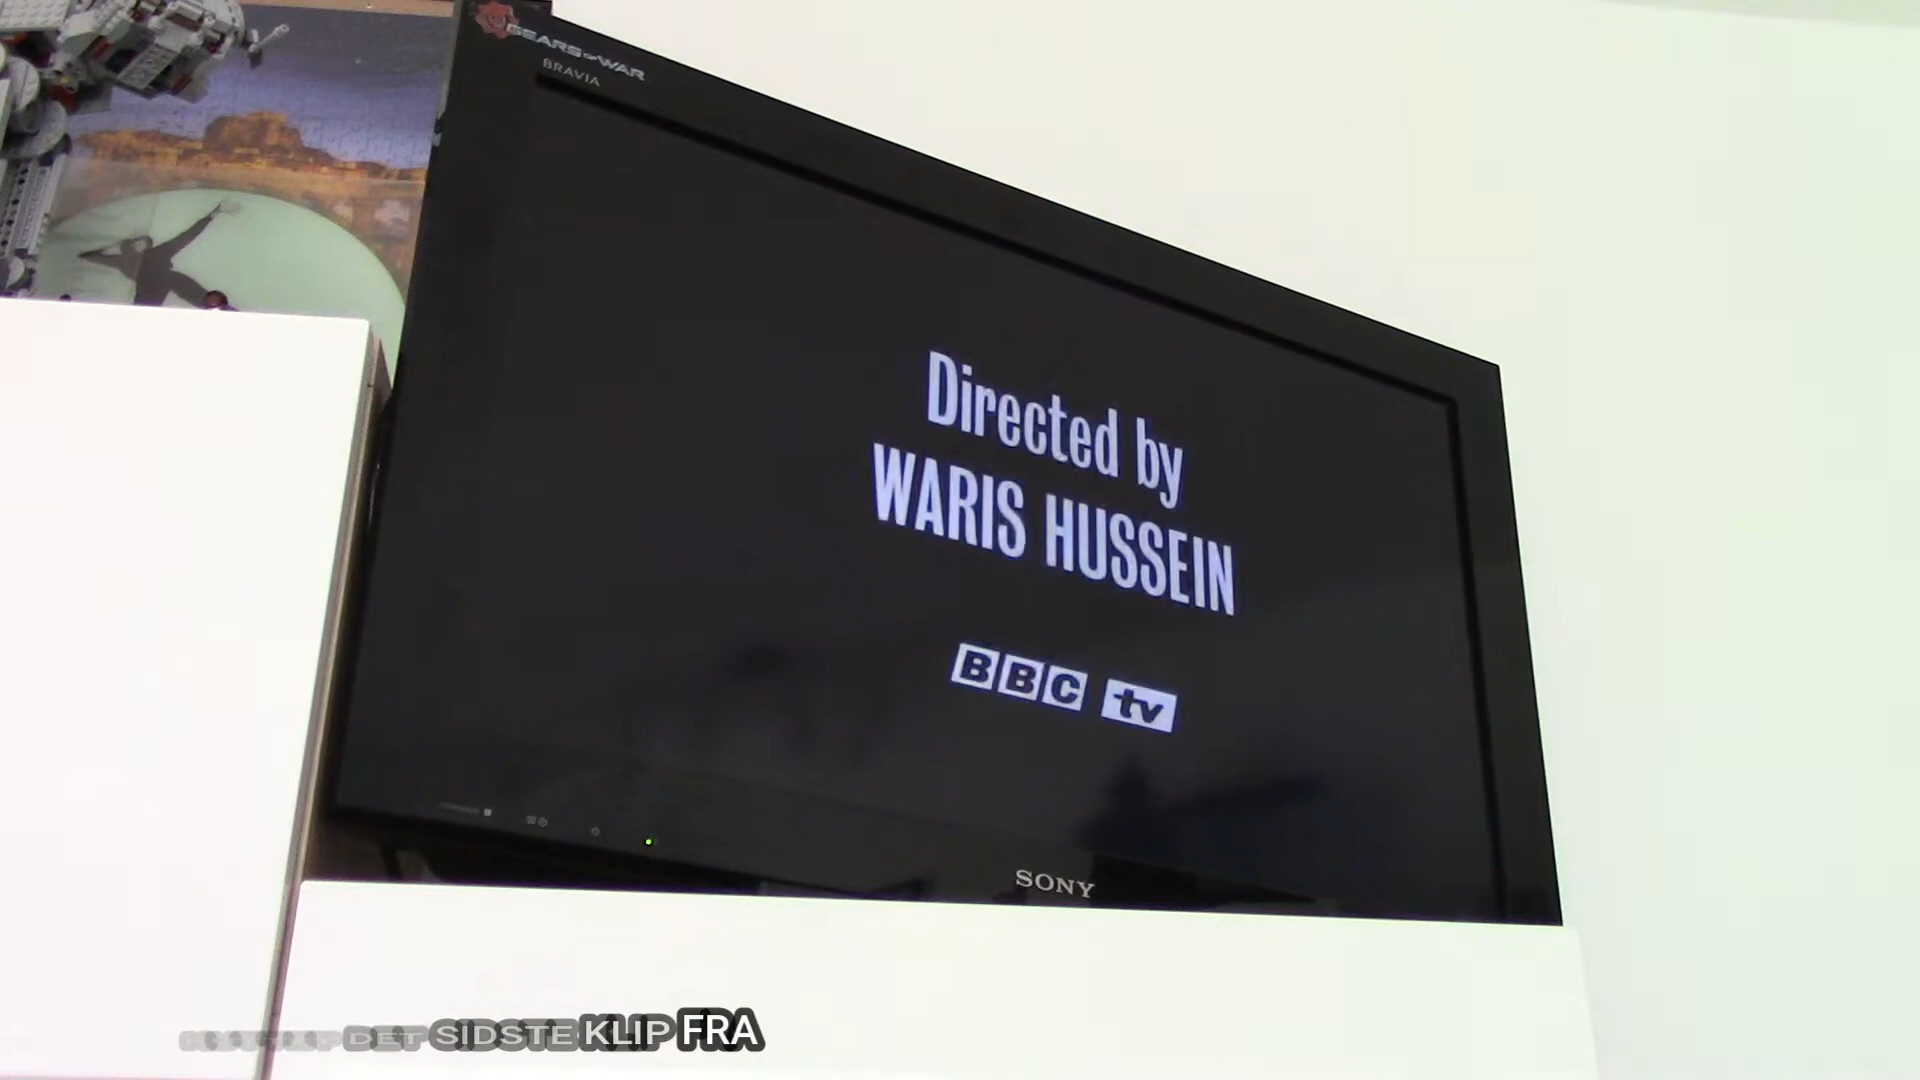 GEARS OF WAR
BRAVIA
Directed by
WARIS HUSSEIN
BBC tv
SONY
DET SIDSTE KLIP FRA